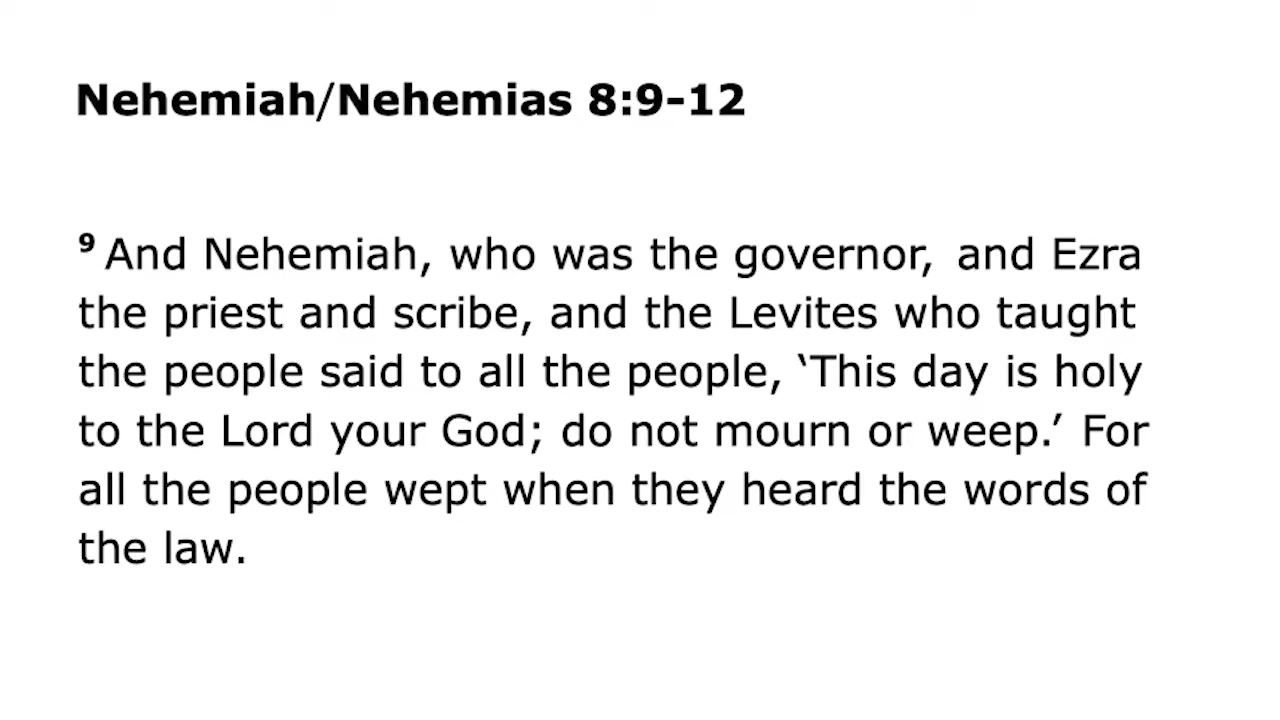 Nehemiah/Nehemias 8:9-12
9 And Nehemiah, who was the governor, and Ezra
the priest and scribe, and the Levites who taught
the people said to all the people, ‘This day is holy
to the Lord your God; do not mourn or weep.’ For
all the people wept when they heard the words of
the law.